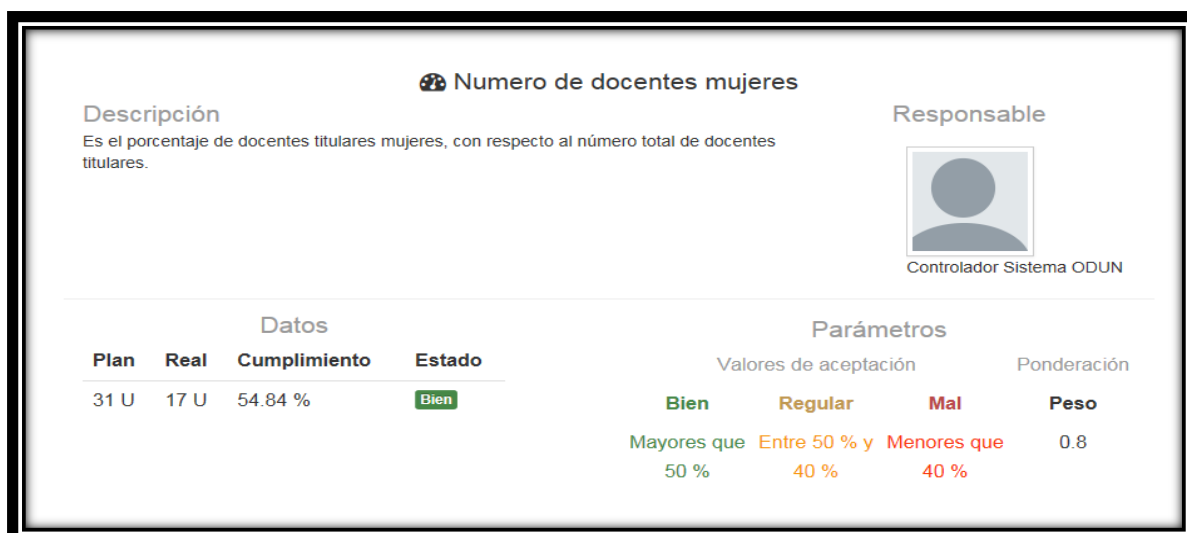 Numero de docentes mujeres
Descripción
Es el porcentaje de docentes titulares mujeres, con respecto al número total de docentes
titulares.
Responsable
Controlador Sistema ODUN
Datos
Plan Real Cumplimiento Estado
31 U 17 U 54.84 % Bien
Parámetros
Valores de aceptación Ponderación
Bien Regular Mal Peso
Mayores que Entre 50 % y Menores que 0.8
50 % 40 % 40 %